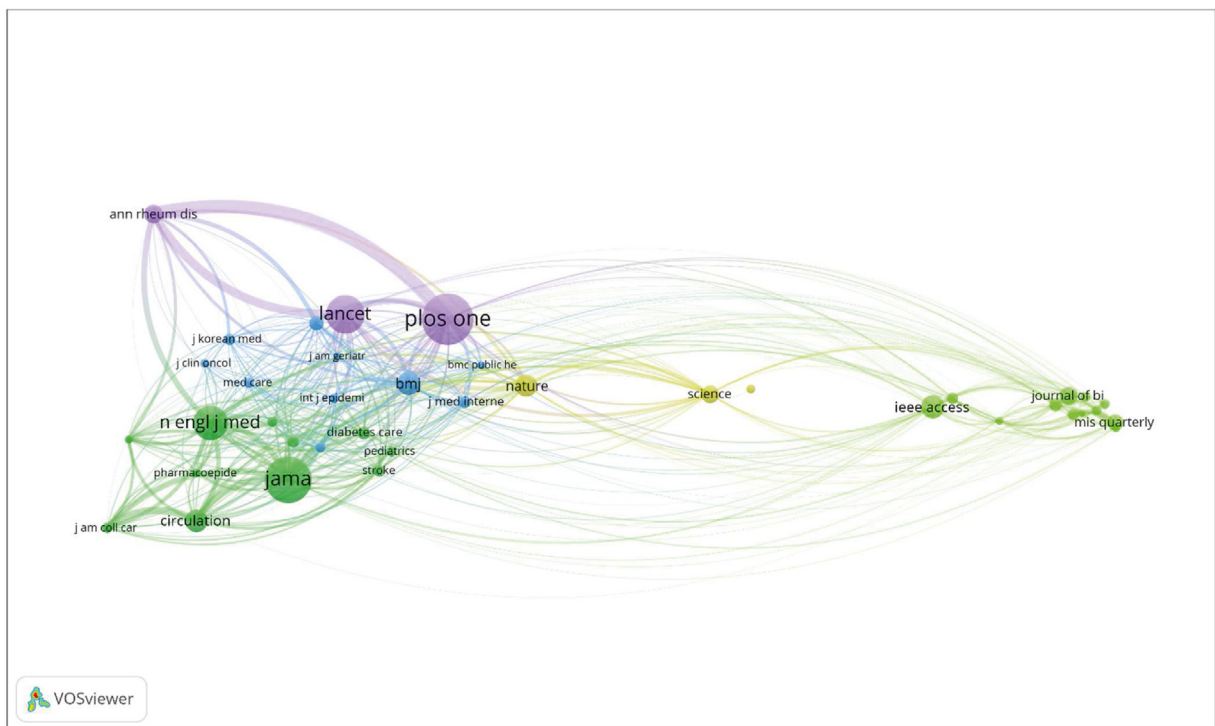 ann rheum dis
lancet
plos one
j korean med
j am geriatr
j clin oncol
bmc public he
med care
bmj
nature
int j epidemi
j med interne
science
journal of bi
ieee access
n engl j med
mis quarterly
diabetes care
pediatrics
pharmacoepide
stroke
jama
circulation
j am coll car
VOSviewer